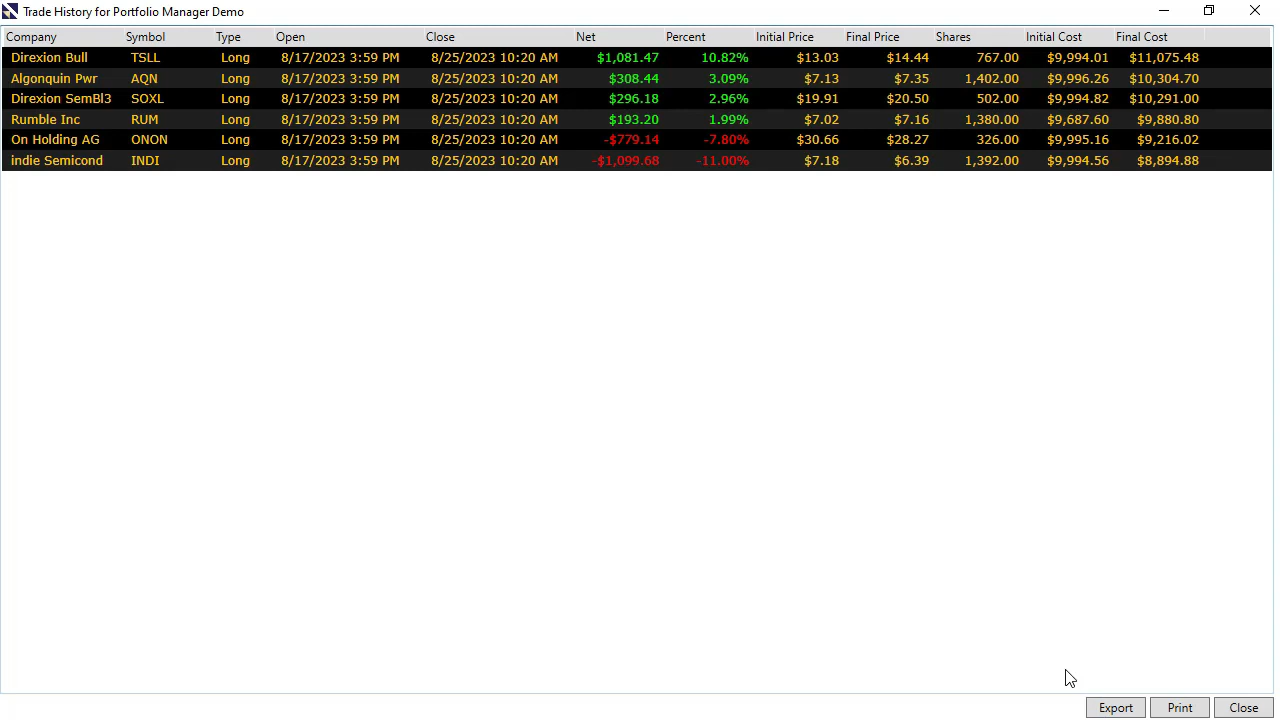 Trade History for Portfolio Manager Demo
Company Symbol Type Open Close Net Percent Initial Price Final Price Shares Initial Cost Final Cost
Direxion Bull TSLL Long 8/17/2023 3:59 PM 8/25/2023 10:20 AM $1,081.47 10.82% $13.03 $14.44 767.00 $9,994.01 $11,075.48
Algonquin Pwr AQN Long 8/17/2023 3:59 PM 8/25/2023 10:20 AM $308.44 3.09% $7.13 $7.35 1,402.00 $9,996.26 $10,304.70
Direxion SemBl3 SOXL Long 8/17/2023 3:59 PM 8/25/2023 10:20 AM $296.18 2.96% $19.91 $20.50 502.00 $9,994.82 $10,291.00
Rumble Inc RUM Long 8/17/2023 3:59 PM 8/25/2023 10:20 AM $193.20 1.99% $7.02 $7.16 1,380.00 $9,687.60 $9,880.80
On Holding AG ONON Long 8/17/2023 3:59 PM 8/25/2023 10:20 AM -$779.14 -7.80% $30.66 $28.27 326.00 $9,995.16 $9,216.02
indie Semicond INDI Long 8/17/2023 3:59 PM 8/25/2023 10:20 AM -$1,099.68 -11.00% $7.18 $6.39 1,392.00 $9,994.56 $8,894.88
Export Print Close